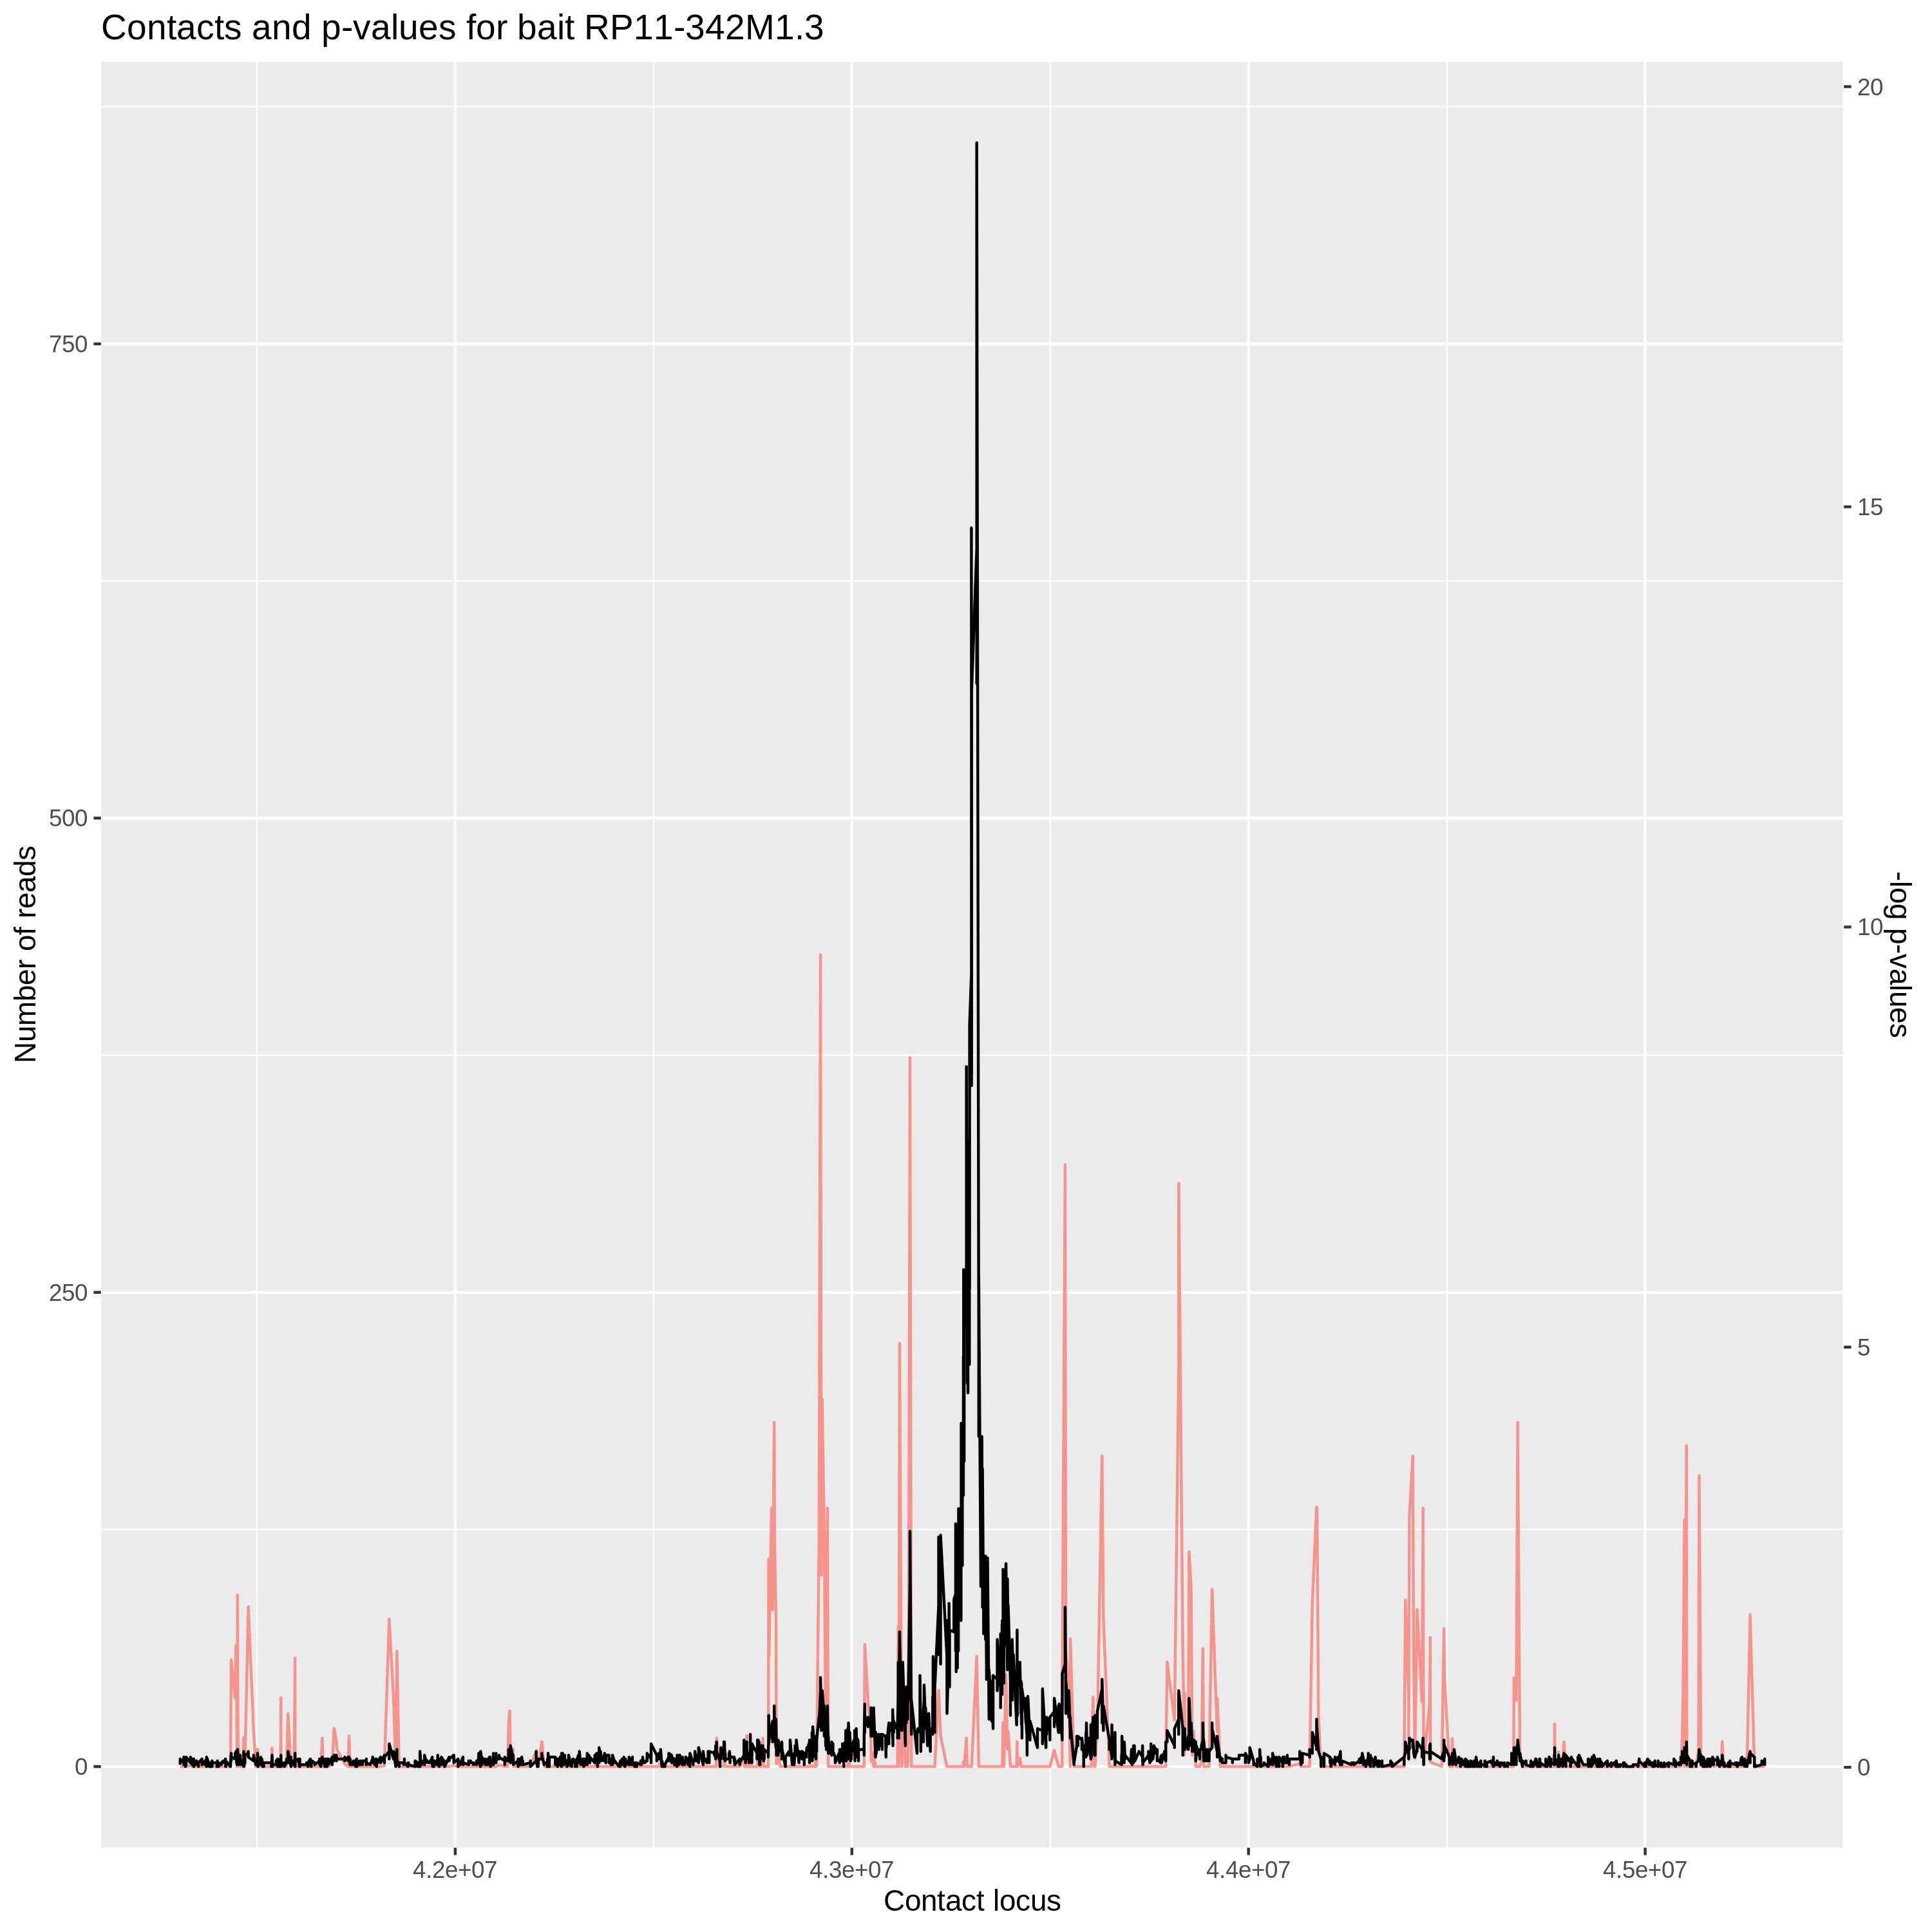 Contacts and p-values for bait RP11-342M1.3
Number of reads
750
500
250
0
20
15
10
5
0
-log p-values
4.2e+07
4.3e+07
4.4e+07
4.5e+07
Contact locus